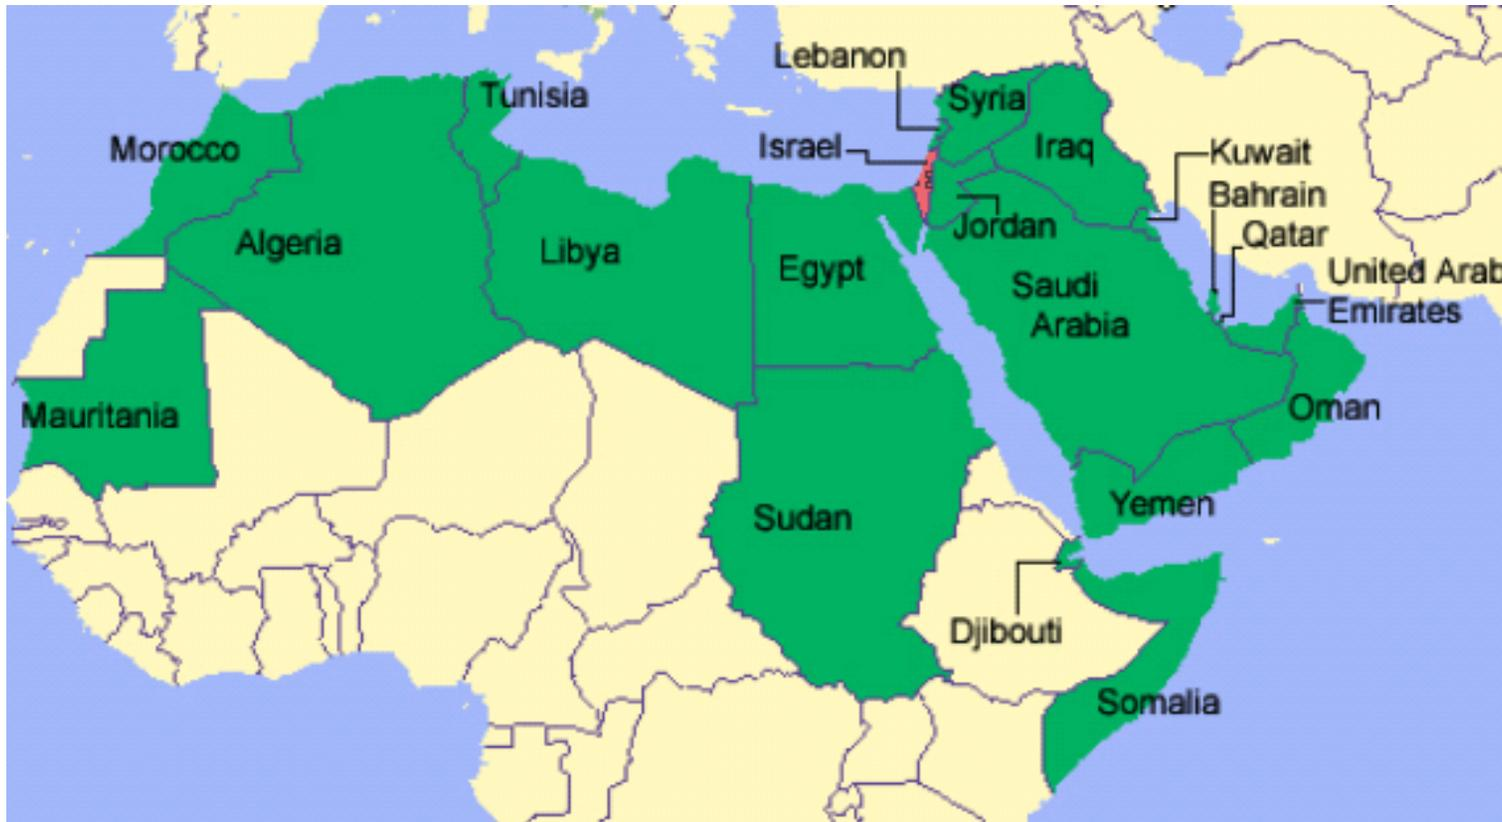 Lebanon
Tunisia
Syria
Morocco
Israel
Iraq
Kuwait
Bahrain
Jordan
Qatar
Algeria
Libya
Egypt
United Arab
Emirates
Saudi
Arabia
Mauritania
Oman
Yemen
Sudan
Djibouti
Somalia